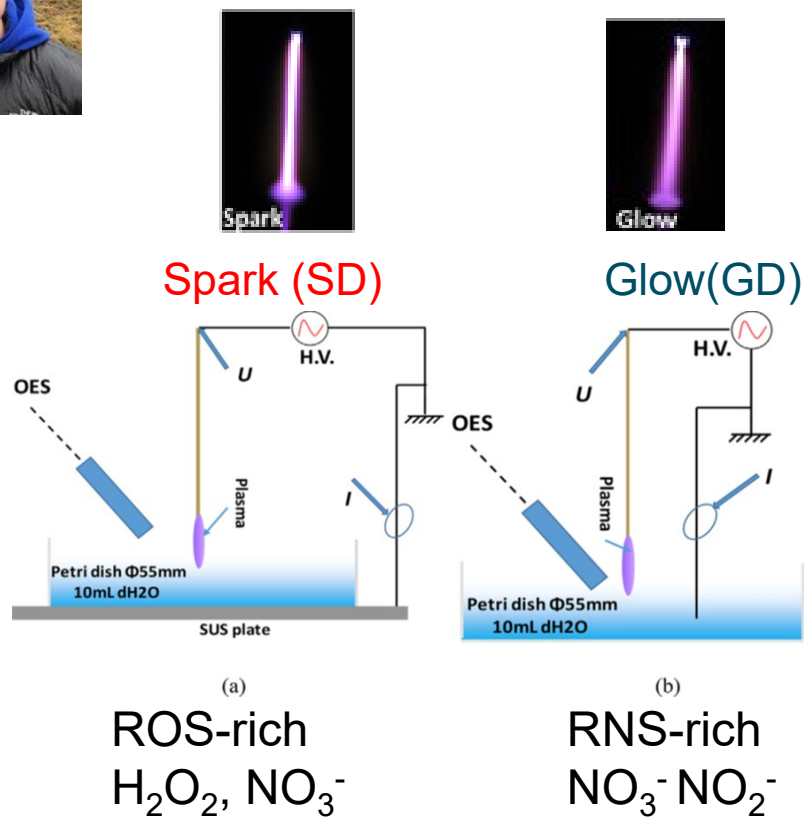 Spark
Glow
Spark (SD)
Glow(GD)
H.V.
U
OES
I
Plasma
Petri dish Φ55mm
10mL dH2O
SUS plate
(a)
H.V.
U
OES
I
Plasma
Petri dish Φ55mm
10mL dH2O
(b)
ROS-rich
H₂O₂, NO₃⁻
RNS-rich
NO₃⁻ NO₂⁻